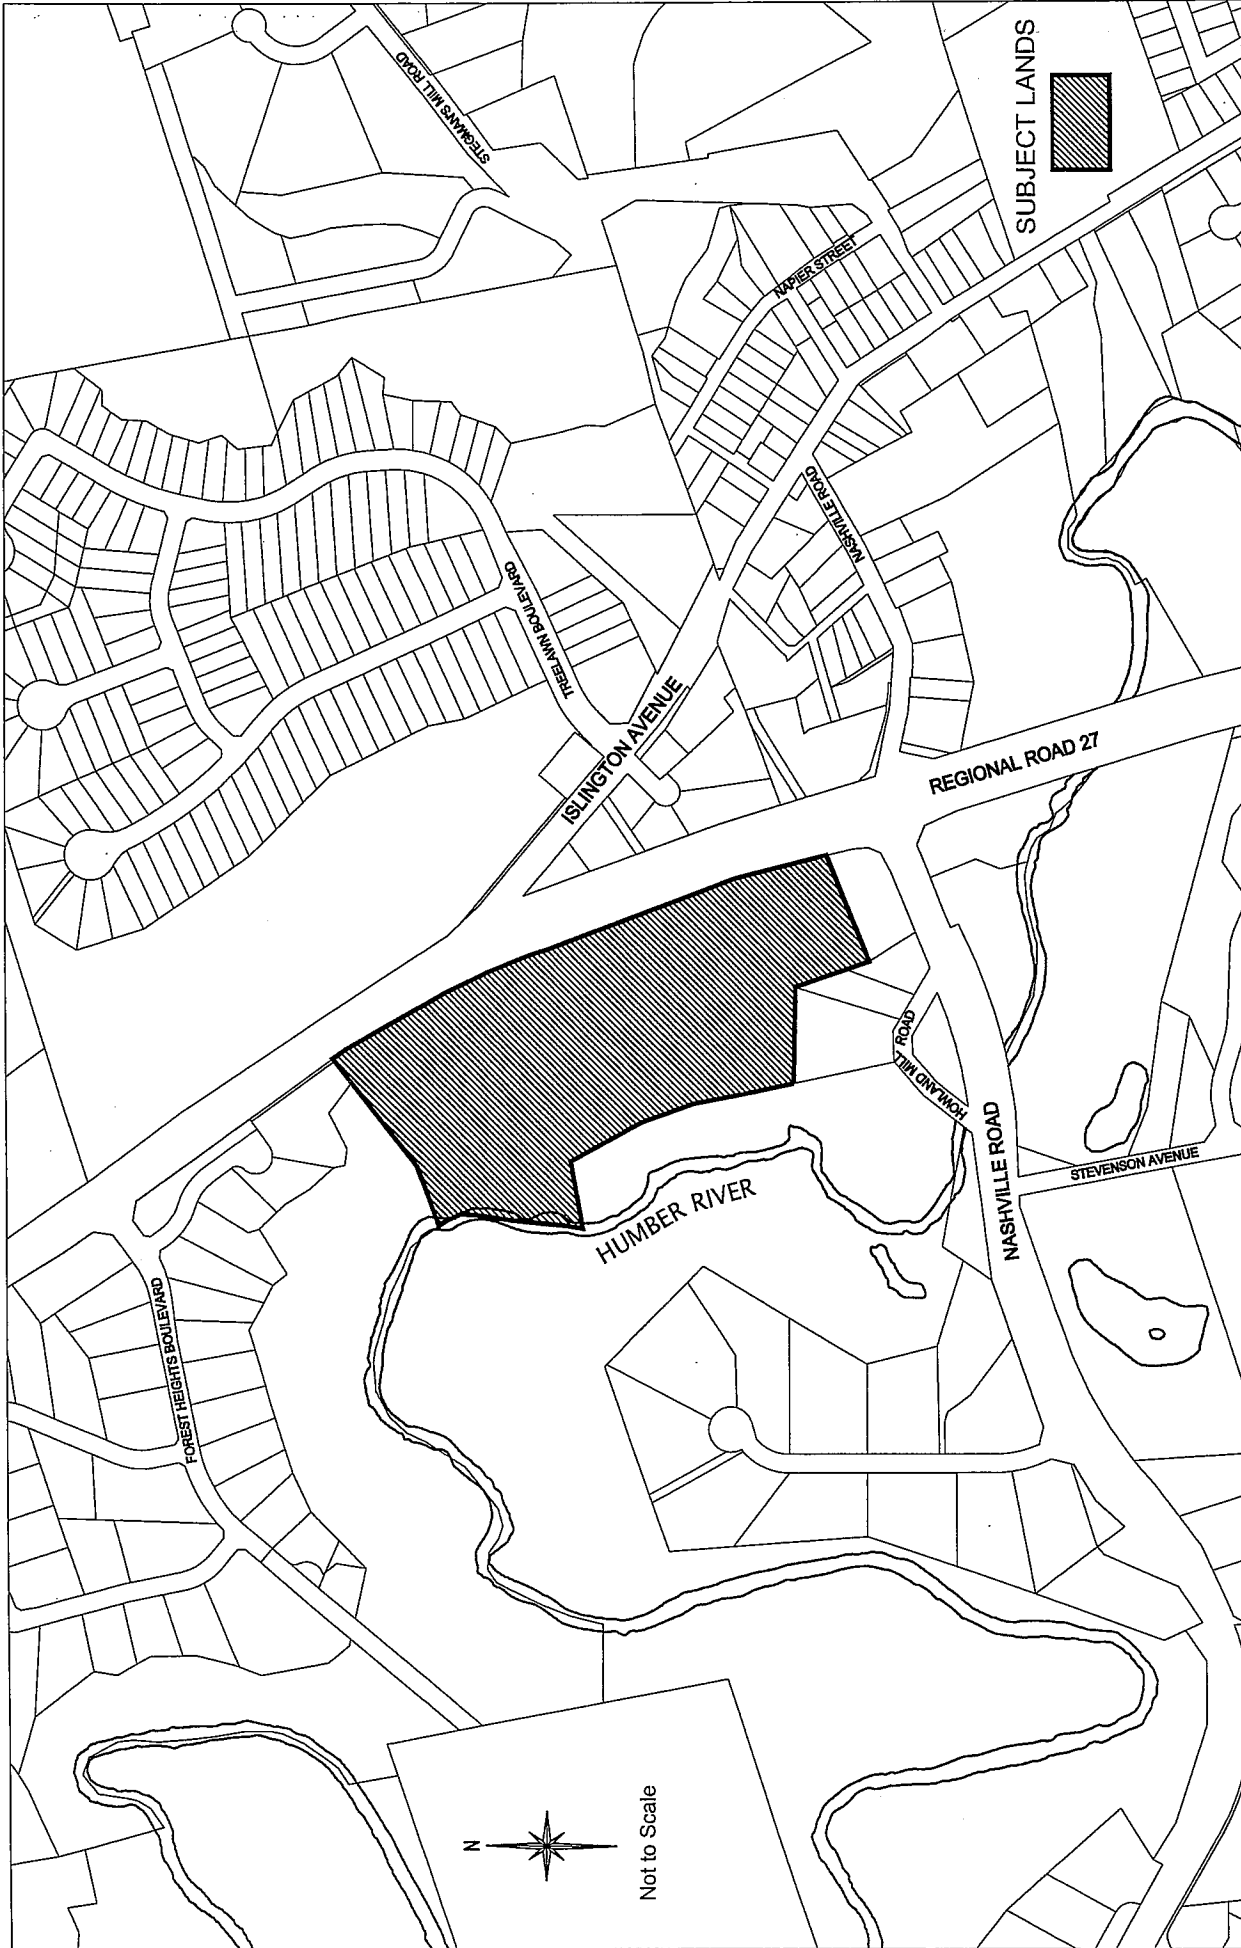 STEGMAN'S MILL ROAD
SUBJECT LANDS
NAPIER STREET
NASHVILLE ROAD
TREELAWN BOULEVARD
ISLINGTON AVENUE
REGIONAL ROAD 27
HOWLAND MILL
ROAD
NASHVILLE ROAD
STEVENSON AVENUE
HUMBER RIVER
FOREST HEIGHTS BOULEVARD
N
Not to Scale